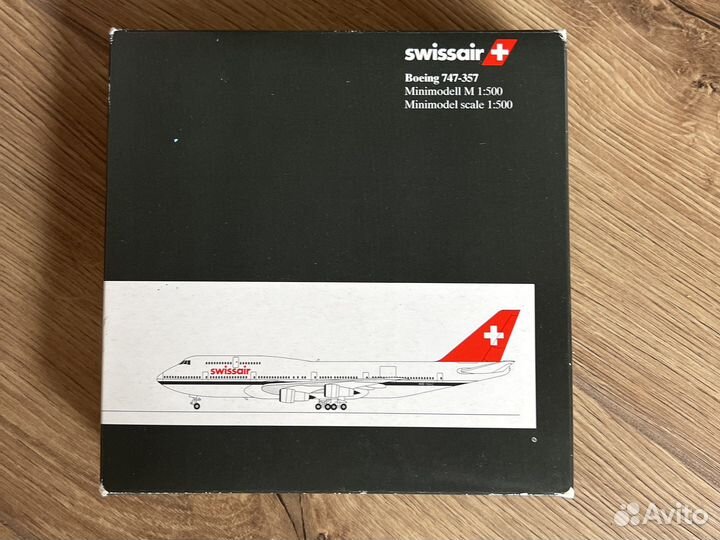 swissair
Boeing 747-357
Minimodell M 1:500
Minimodel scale 1:500
swissair
Avito